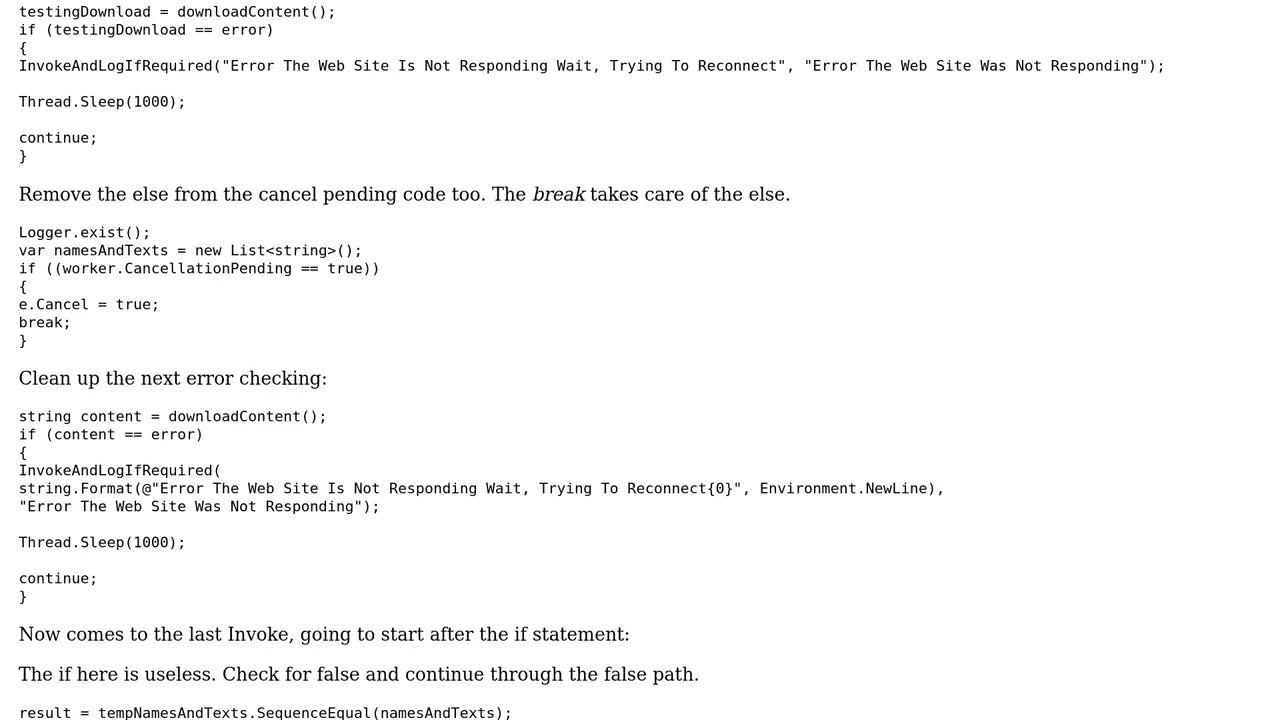 testingDownload = downloadContent();
if (testingDownload == error)
{
InvokeAndLogIfRequired("Error The Web Site Is Not Responding Wait, Trying To Reconnect", "Error The Web Site Was Not Responding");
Thread.Sleep(1000);
continue;
}
Remove the else from the cancel pending code too. The break takes care of the else.
Logger.exist();
var namesAndTexts = new List<string>();
if ((worker.CancellationPending == true))
{
e.Cancel = true;
break;
}
Clean up the next error checking:
string content = downloadContent();
if (content == error)
{
InvokeAndLogIfRequired(
string.Format(@"Error The Web Site Is Not Responding Wait, Trying To Reconnect{0}", Environment.NewLine),
"Error The Web Site Was Not Responding");
Thread.Sleep(1000);
continue;
}
Now comes to the last Invoke, going to start after the if statement:
The if here is useless. Check for false and continue through the false path.
result = tempNamesAndTexts.SequenceEqual(namesAndTexts);